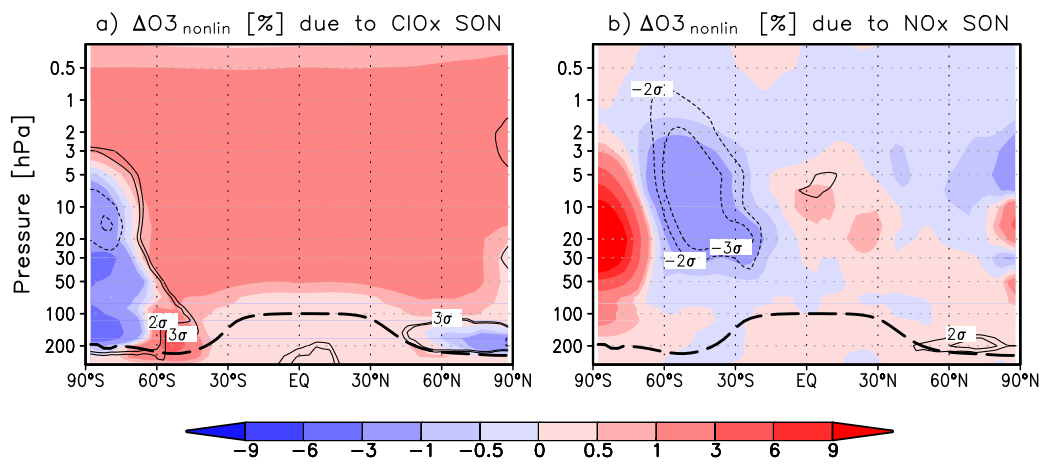 a) ΔO3nonlin [%] due to ClOx SON
b) ΔO3nonlin [%] due to NOx SON
Pressure [hPa]
0.5
1
2
3
5
10
20
30
50
100
200
2σ
3σ
3σ
90°S 60°S 30°S EQ 30°N 60°N 90°N
0.5
1
2
3
5
10
20
30
50
100
200
−2σ
−2σ
−3σ
2σ
90°S 60°S 30°S EQ 30°N 60°N 90°N
−9 −6 −3 −1 −0.5 0 0.5 1 3 6 9